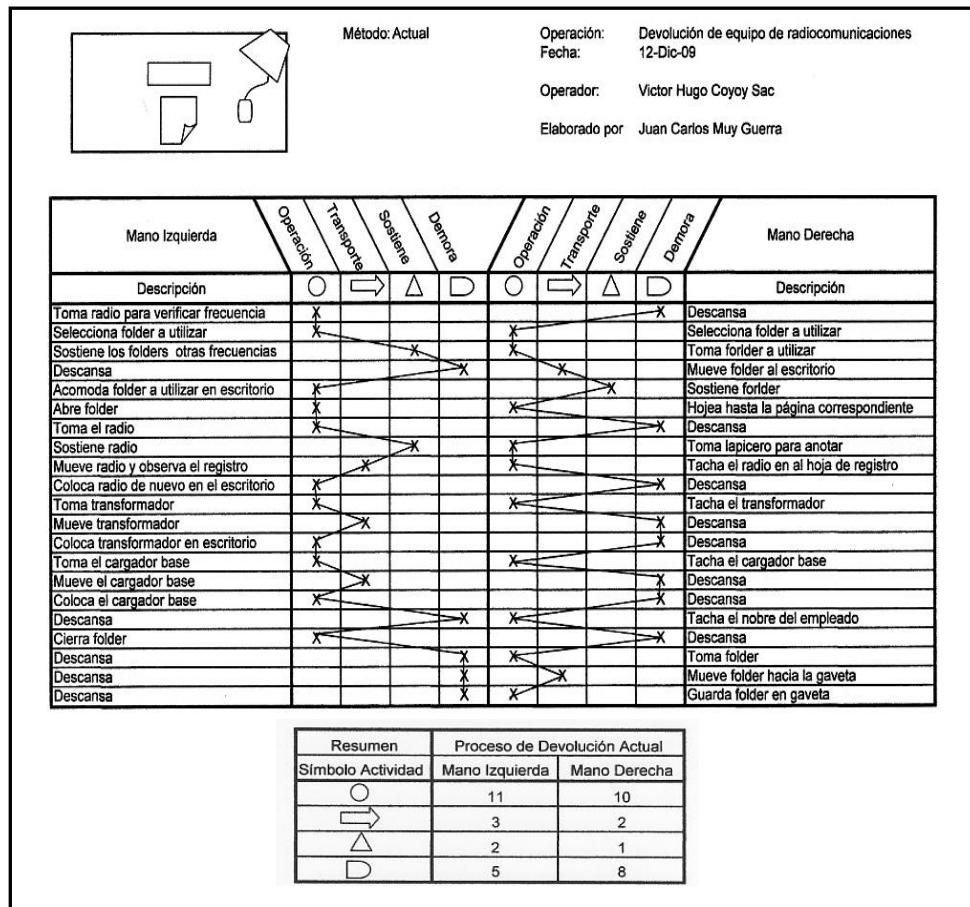 Método: Actual
Operación: Devolución de equipo de radiocomunicaciones
Fecha: 12-Dic-09
Operador: Victor Hugo Coyoy Sac
Elaborado por Juan Carlos Muy Guerra
Mano Izquierda Operación Transporte Sostiene Demora Operación Transporte Sostiene Demora Mano Derecha
Descripción Descripción
Toma radio para verificar frecuencia X X Descansa
Selecciona folder a utilizar X X Selecciona folder a utilizar
Sostiene los folders otras frecuencias X X Toma forlder a utilizar
Descansa X X Mueve folder al escritorio
Acomoda folder a utilizar en escritorio X X Sostiene forlder
Abre folder X X Hojea hasta la página correspondiente
Toma el radio X X Descansa
Sostiene radio X X Toma lapicero para anotar
Mueve radio y observa el registro X X Tacha el radio en al hoja de registro
Coloca radio de nuevo en el escritorio X X Descansa
Toma transformador X X Tacha el transformador
Mueve transformador X X Descansa
Coloca transformador en escritorio X X Descansa
Toma el cargador base X X Tacha el cargador base
Mueve el cargador base X X Descansa
Coloca el cargador base X X Descansa
Descansa X X Tacha el nobre del empleado
Cierra folder X X Descansa
Descansa X X Toma folder
Descansa X X Mueve folder hacia la gaveta
Descansa X X Guarda folder en gaveta
Resumen Proceso de Devolución Actual
Símbolo Actividad Mano Izquierda Mano Derecha
11 10
3 2
2 1
5 8